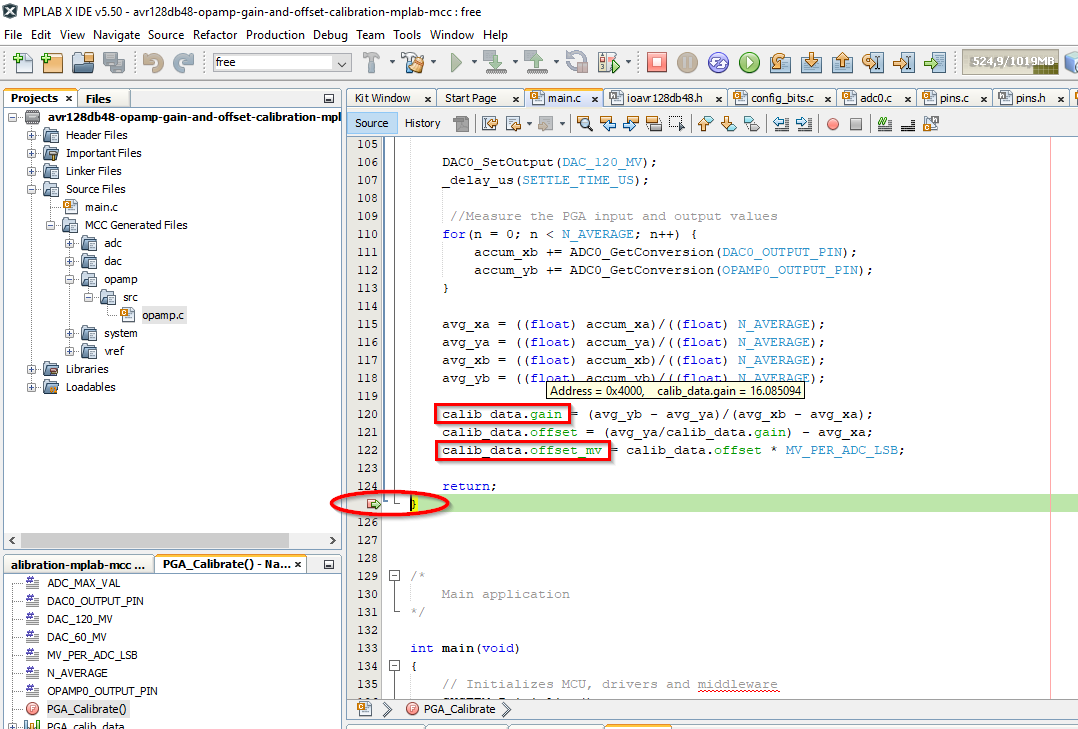 MPLAB X IDE v5.50 - avr128db48-opamp-gain-and-offset-calibration-mplab-mcc : free
File Edit View Navigate Source Refactor Production Debug Team Tools Window Help
free
524,9/1019MB
Projects × Files
avr128db48-opamp-gain-and-offset-calibration-mpl
Header Files
Important Files
Linker Files
Source Files
main.c
MCC Generated Files
adc
dac
opamp
src
opamp.c
system
vref
Libraries
Loadables
alibration-mplab-mcc ... PGA_Calibrate() - Na... ×
ADC_MAX_VAL
DAC0_OUTPUT_PIN
DAC_120_MV
DAC_60_MV
MV_PER_ADC_LSB
N_AVERAGE
OPAMP0_OUTPUT_PIN
PGA_Calibrate()
PGA_calib_data
Kit Window × Start Page × main.c × ioavr128db48.h × config_bits.c × adc0.c × pins.c × pins.h ×
Source History
105
106 DAC0_SetOutput(DAC_120_MV);
107 _delay_us(SETTLE_TIME_US);
108
109 //Measure the PGA input and output values
110 for(n = 0; n < N_AVERAGE; n++) {
111 accum_xb += ADC0_GetConversion(DAC0_OUTPUT_PIN);
112 accum_yb += ADC0_GetConversion(OPAMP0_OUTPUT_PIN);
113 }
114
115 avg_xa = ((float) accum_xa)/((float) N_AVERAGE);
116 avg_ya = ((float) accum_ya)/((float) N_AVERAGE);
117 avg_xb = ((float) accum_xb)/((float) N_AVERAGE);
118 avg_yb = ((float) accum_yb)/((float) N_AVERAGE);
Address = 0x4000, calib_data.gain = 16.085094
119
120 calib_data.gain = (avg_yb - avg_ya)/(avg_xb - avg_xa);
121 calib_data.offset = (avg_ya/calib_data.gain) - avg_xa;
122 calib_data.offset_mv = calib_data.offset * MV_PER_ADC_LSB;
123
124 return;
}
126
127
128
129 /*
130 Main application
131 */
132
133 int main(void)
134 {
135 // Initializes MCU, drivers and middleware
PGA_Calibrate